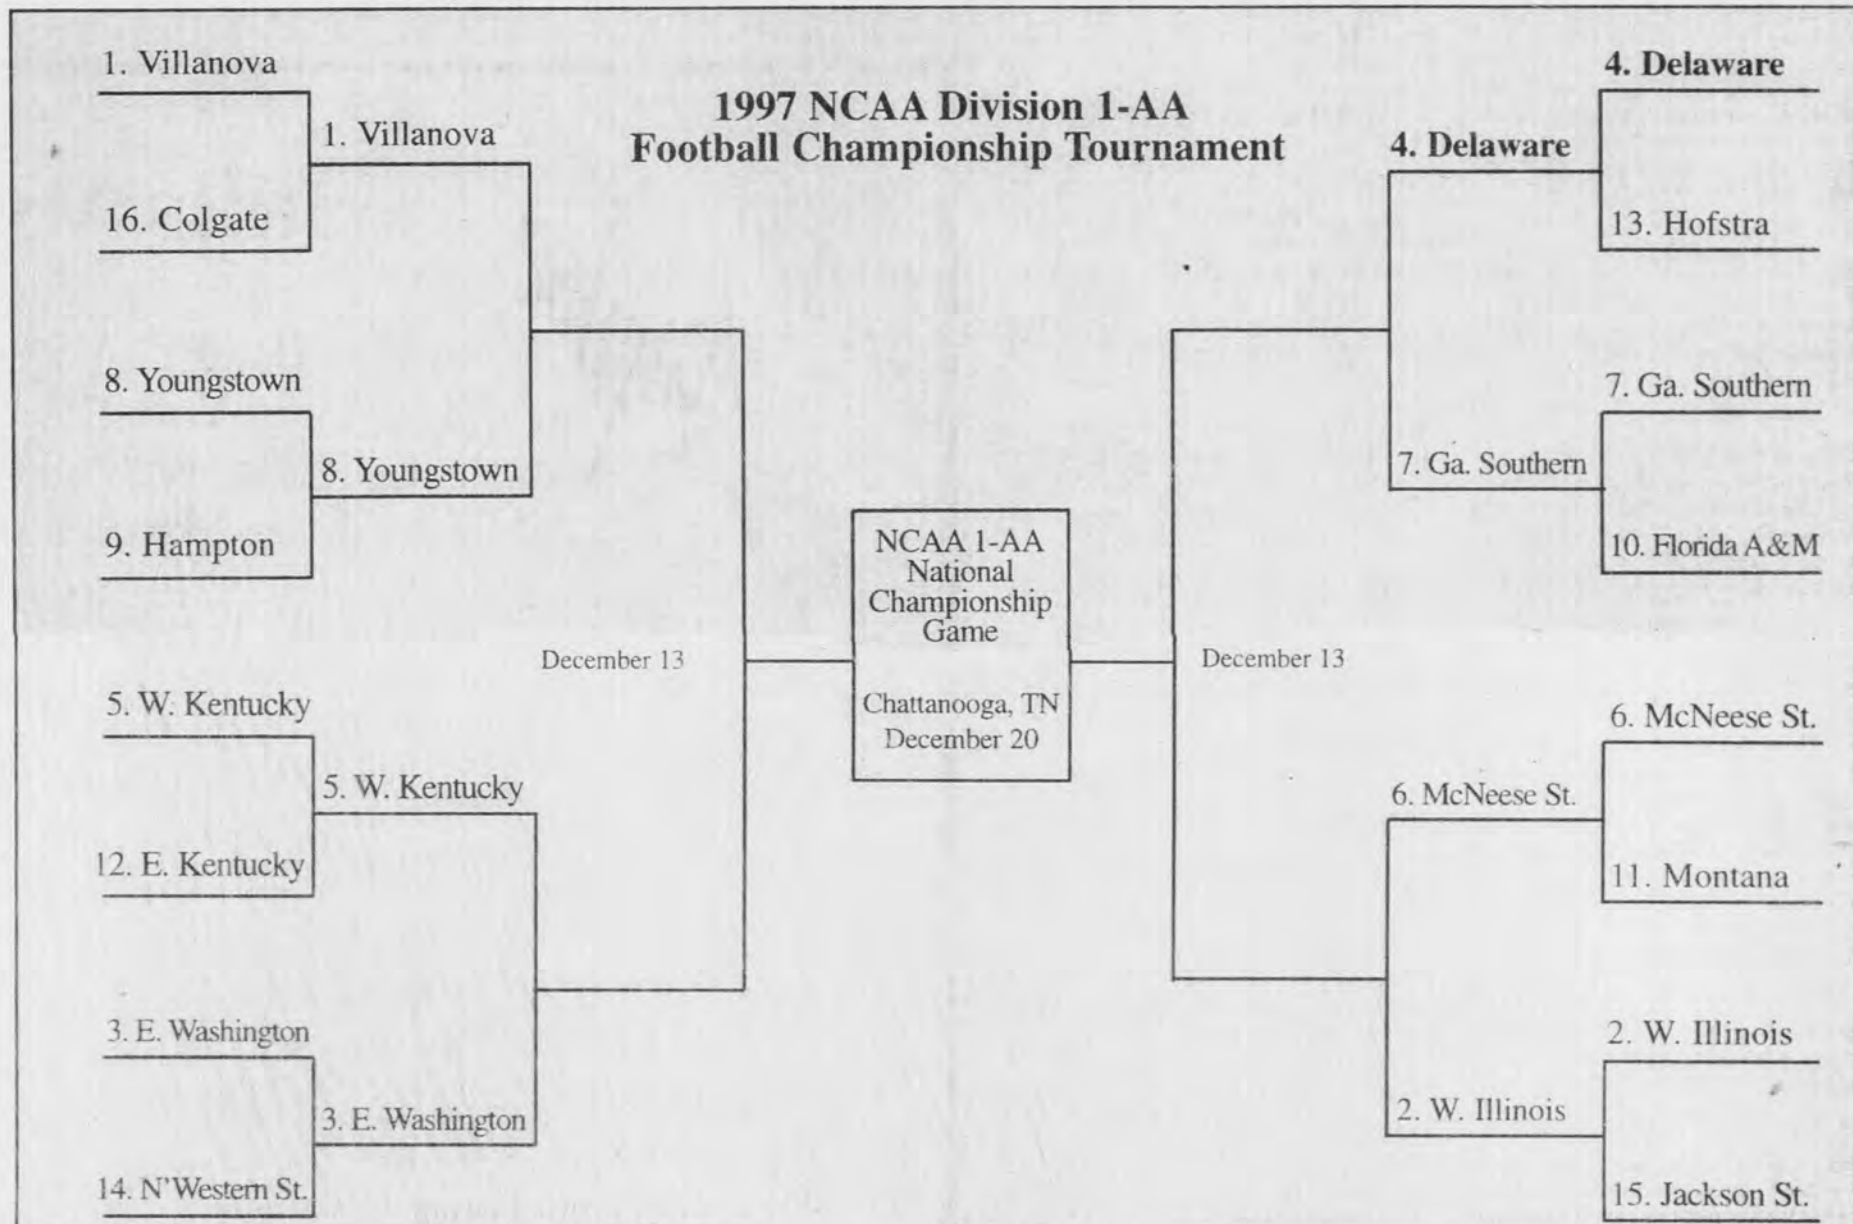 1997 NCAA Division 1-AA
Football Championship Tournament
1. Villanova
16. Colgate
8. Youngstown
9. Hampton
5. W. Kentucky
12. E. Kentucky
3. E. Washington
14. N'Western St.
1. Villanova
8. Youngstown
5. W. Kentucky
3. E. Washington
December 13
NCAA 1-AA
National
Championship
Game
Chattanooga, TN
December 20
December 13
4. Delaware
7. Ga. Southern
6. McNeese St.
2. W. Illinois
4. Delaware
13. Hofstra
7. Ga. Southern
10. Florida A&M
6. McNeese St.
11. Montana
2. W. Illinois
15. Jackson St.